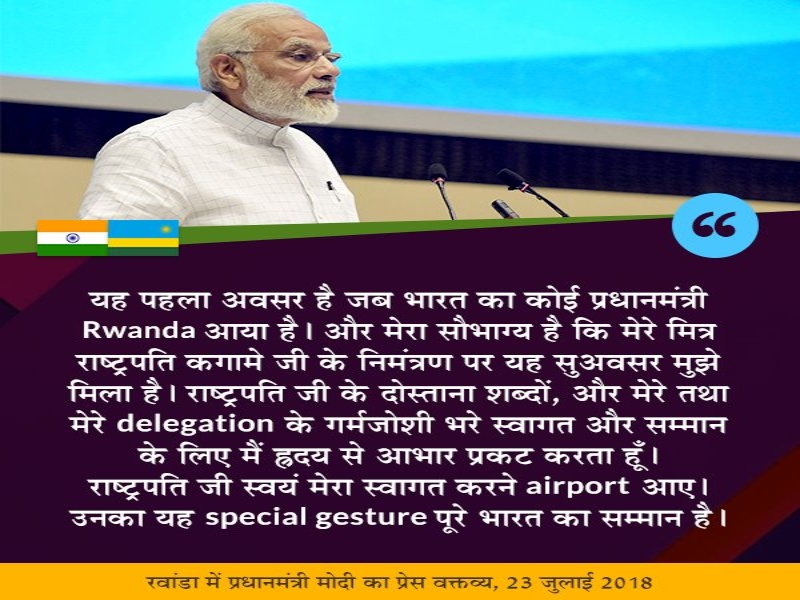 यह पहला अवसर है जब भारत का कोई प्रधानमंत्री
Rwanda आया है। और मेरा सौभाग्य है कि मेरे मित्र
राष्ट्रपति कगामे जी के निमंत्रण पर यह सुअवसर मुझे
मिला है। राष्ट्रपति जी के दोस्ताना शब्दों, और मेरे तथा
मेरे delegation के गर्मजोशी भरे स्वागत और सम्मान
के लिए मैं ह्रदय से आभार प्रकट करता हूँ।
राष्ट्रपति जी स्वयं मेरा स्वागत करने airport आए।
उनका यह special gesture पूरे भारत का सम्मान है।
रवांडा में प्रधानमंत्री मोदी का प्रेस वक्तव्य, 23 जुलाई 2018